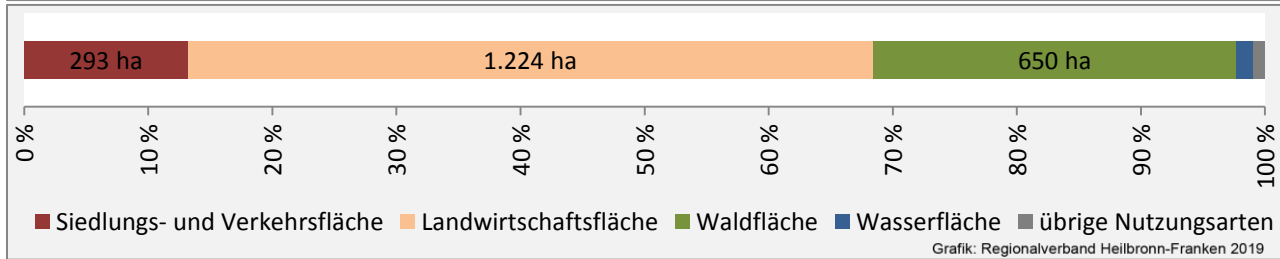 293 ha 1.224 ha 650 ha
0 % 10 % 20 % 30 % 40 % 50 % 60 % 70 % 80 % 90 % 100 %
Siedlungs- und Verkehrsfläche Landwirtschaftsfläche Waldfläche Wasserfläche übrige Nutzungsarten
Grafik: Regionalverband Heilbronn-Franken 2019